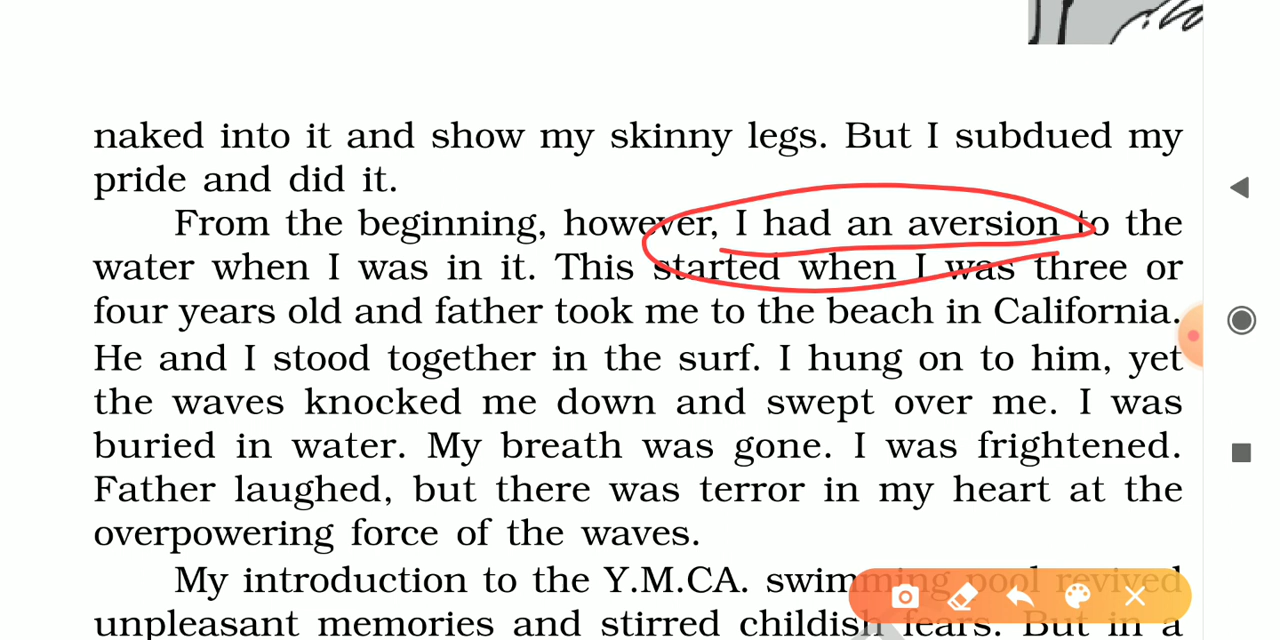 naked into it and show my skinny legs. But I subdued my
pride and did it.
From the beginning, however, I had an aversion to the
water when I was in it. This started when I was three or
four years old and father took me to the beach in California.
He and I stood together in the surf. I hung on to him, yet
the waves knocked me down and swept over me. I was
buried in water. My breath was gone. I was frightened.
Father laughed, but there was terror in my heart at the
overpowering force of the waves.
My introduction to the Y.M.CA. swimming pool revived
unpleasant memories and stirred childish fears. But in a